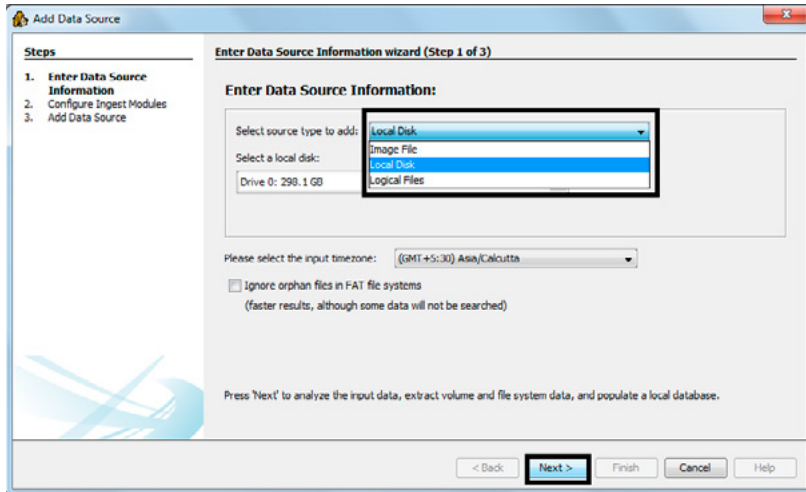 Add Data Source
Steps
1. Enter Data Source
Information
2. Configure Ingest Modules
3. Add Data Source
Enter Data Source Information wizard (Step 1 of 3)
Enter Data Source Information:
Select source type to add: Local Disk
Image File
Local Disk
Logical Files
Select a local disk:
Drive 0: 298.1 GB
Please select the input timezone: (GMT+5:30) Asia/Calcutta
Ignore orphan files in FAT file systems
(faster results, although some data will not be searched)
Press 'Next' to analyze the input data, extract volume and file system data, and populate a local database.
< Back
Next >
Finish
Cancel
Help